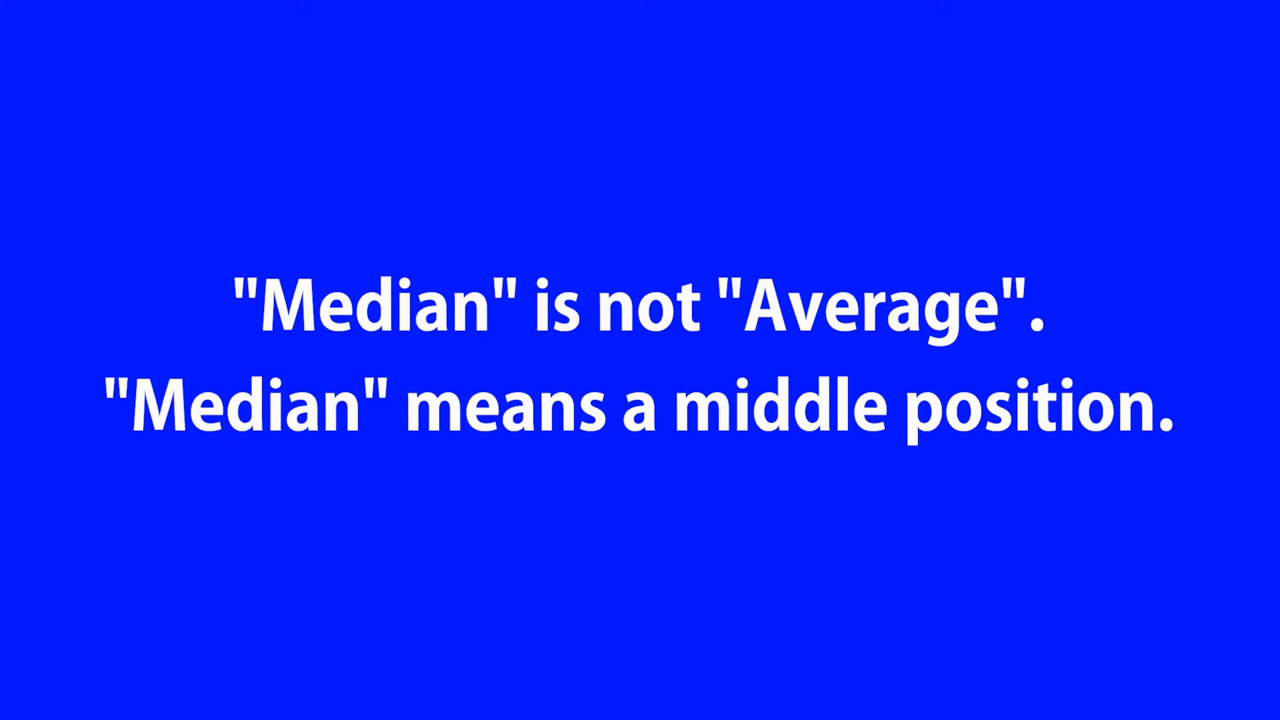 "Median" is not "Average".
"Median" means a middle position.